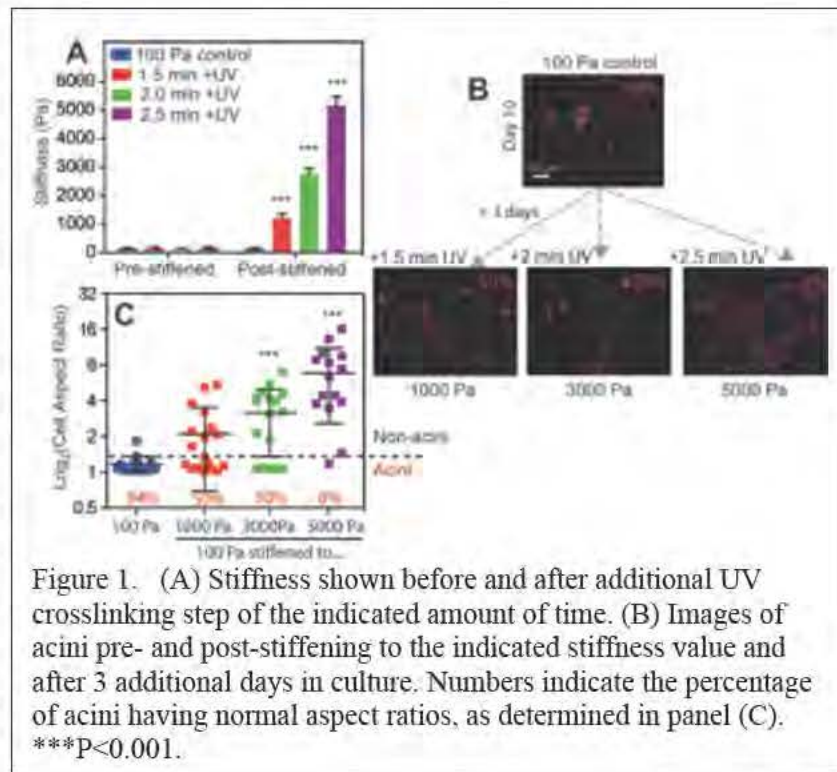 A
100 Pa control
1.5 min +UV
2.0 min +UV
2.5 min +UV
Stiffness (Pa)
6000
5000
4000
3000
2000
1000
0
***
***
***
Pre-stiffened
Post-stiffened
B
100 Pa control
Day 10
+ 3 days
+1.5 min UV
+2 min UV
+2.5 min UV
1000 Pa
3000 Pa
5000 Pa
C
Log2(Cell Aspect Ratio)
32
16
8
4
2
1
0.5
***
***
Non-acini
Acini
100 Pa
1000 Pa
3000Pa
5000 Pa
100 Pa stiffened to...
Figure 1. (A) Stiffness shown before and after additional UV
crosslinking step of the indicated amount of time. (B) Images of
acini pre- and post-stiffening to the indicated stiffness value and
after 3 additional days in culture. Numbers indicate the percentage
of acini having normal aspect ratios, as determined in panel (C).
***P<0.001.